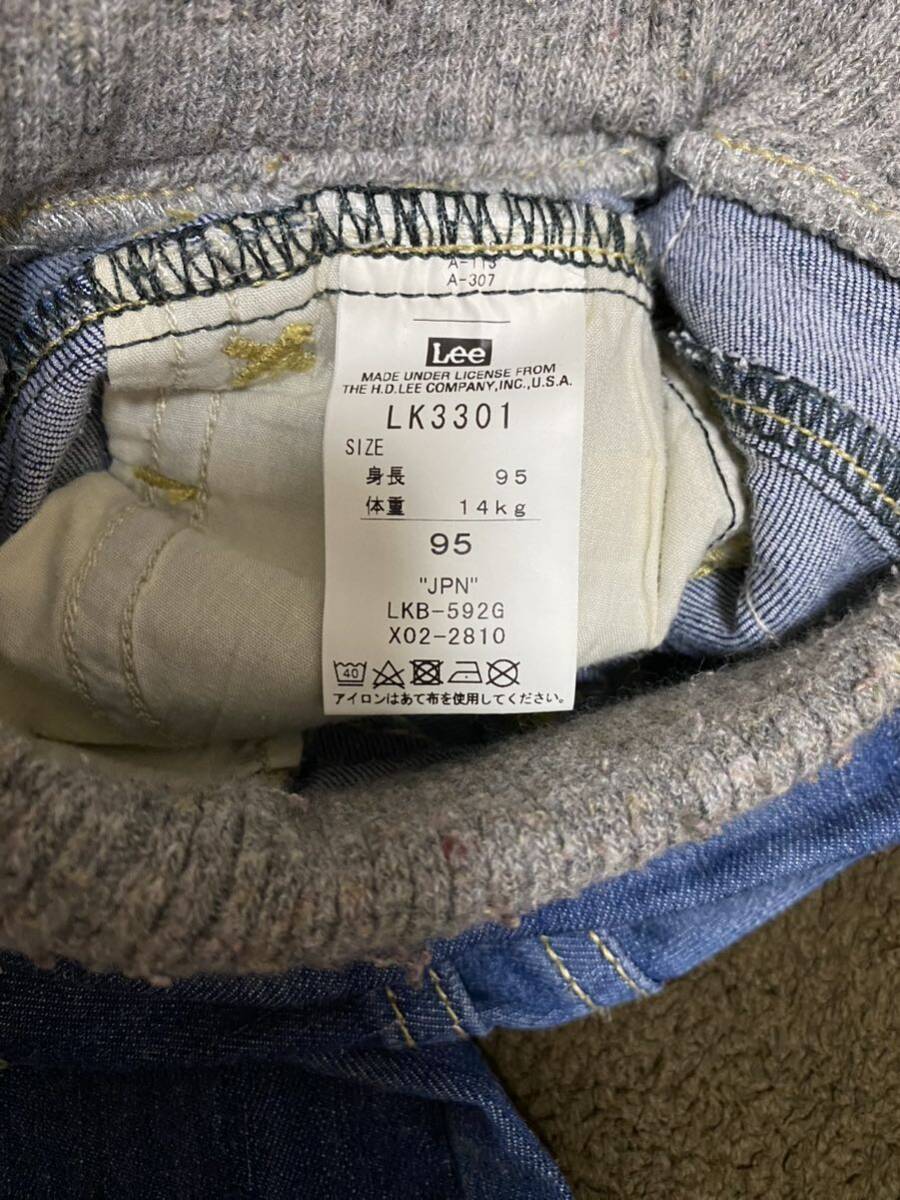 A-113
A-307
Lee
MADE UNDER LICENSE FROM
THE H.D.LEE COMPANY,INC.,U.S.A.
LK3301
SIZE
身長 95
体重 14kg
95
"JPN"
LKB-592G
X02-2810
40
アイロンはあて布を使用してください。